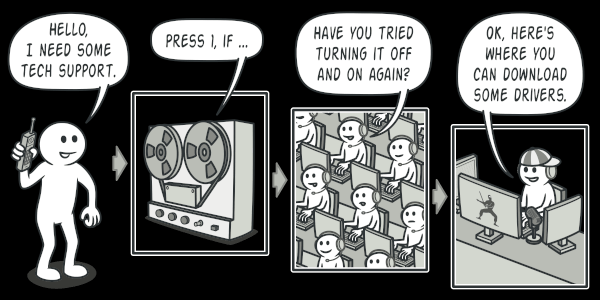 HELLO,
I NEED SOME
TECH SUPPORT.
PRESS 1, IF ...
HAVE YOU TRIED
TURNING IT OFF
AND ON AGAIN?
OK, HERE'S
WHERE YOU
CAN DOWNLOAD
SOME DRIVERS.